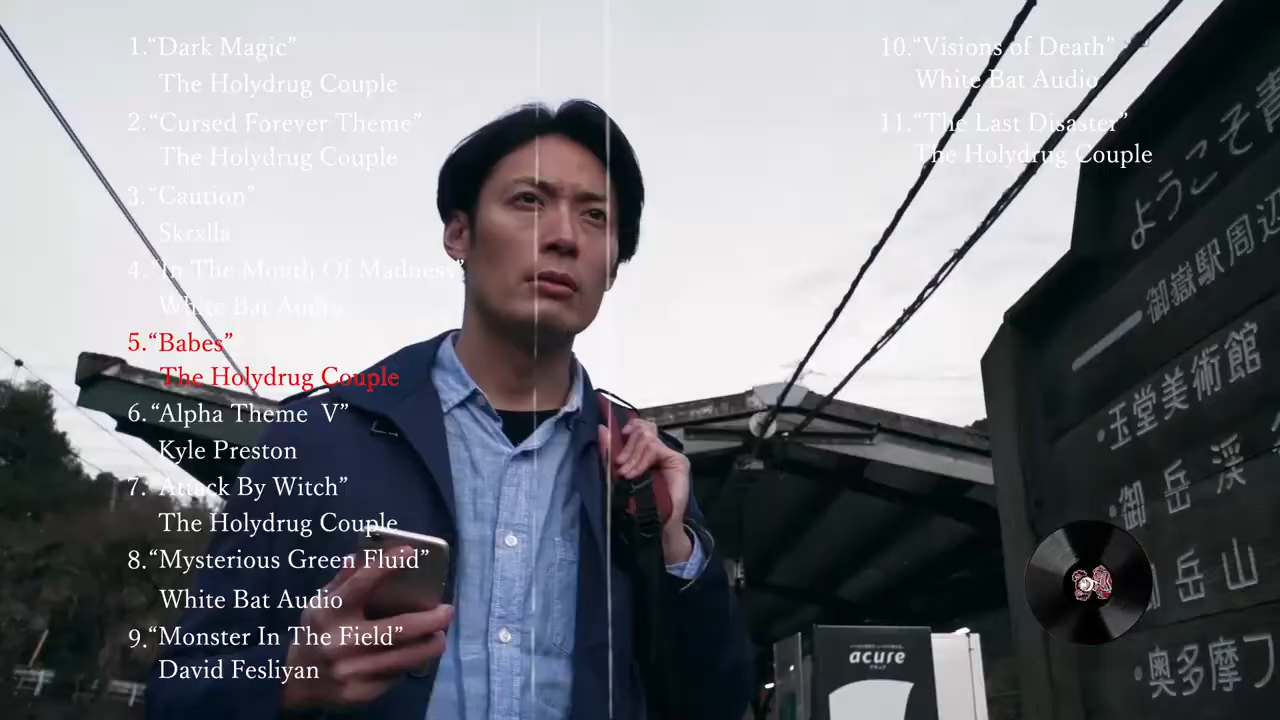 1.“Dark Magic”
The Holydrug Couple
2.“Cursed Forever Theme”
The Holydrug Couple
3.“Caution”
Skrxlla
4.“In The Mouth Of Madness”
White Bat Audio
5.“Babes”
The Holydrug Couple
6.“Alpha Theme V”
Kyle Preston
7.“Attack By Witch”
The Holydrug Couple
8.“Mysterious Green Fluid”
White Bat Audio
9.“Monster In The Field”
David Fesliyan
10.“Visions of Death”
White Bat Audio
11.“The Last Disaster”
The Holydrug Couple
ようこそ青
御嶽駅周辺
・玉堂美術館
・御岳渓
岳山
・奥多摩フ
acure